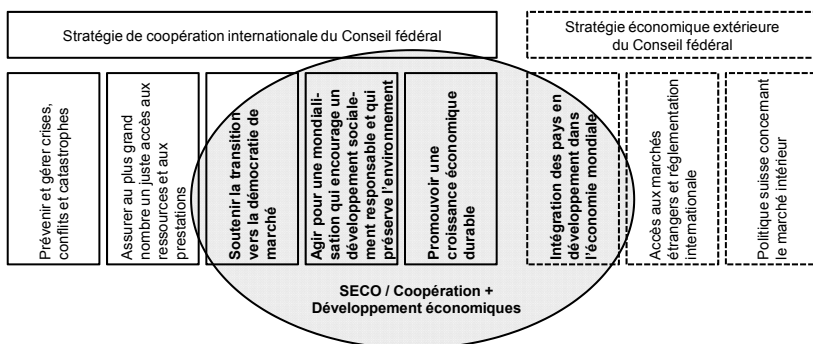 Stratégie de coopération internationale du Conseil fédéral
Stratégie économique extérieure
du Conseil fédéral
Prévenir et gérer crises,
conflits et catastrophes
Assurer au plus grand
nombre un juste accès aux
ressources et aux
prestations
Soutenir la transition
vers la démocratie de
marché
Agir pour une mondiali-
sation qui encourage un
développement sociale-
ment responsable et qui
préserve l'environnement
Promouvoir une
croissance économique
durable
Intégration des pays en
développement dans
l'économie mondiale
Accès aux marchés
étrangers et réglementation
internationale
Politique suisse concernant
le marché intérieur
SECO / Coopération +
Développement économiques